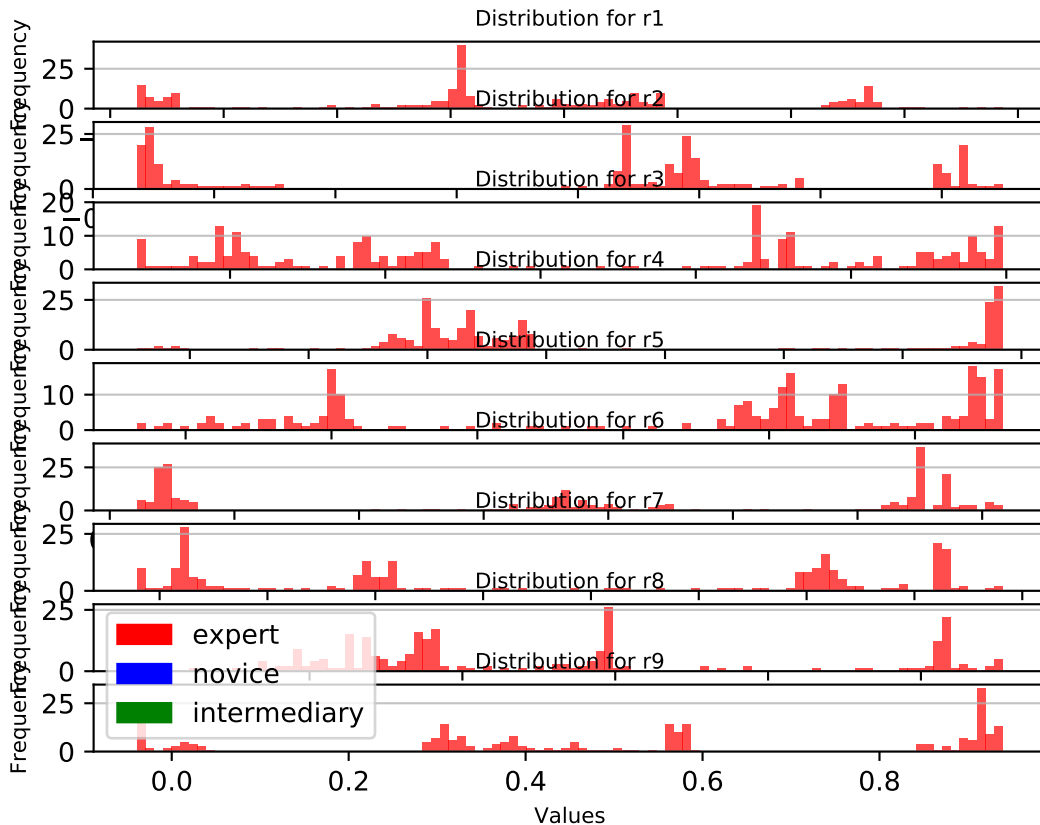 Distribution for r1
Frequency
25
0
Distribution for r2
Frequency
25
0
Distribution for r3
Frequency
20
10
0
Distribution for r4
Frequency
25
0
Distribution for r5
Frequency
10
0
Distribution for r6
Frequency
25
0
Distribution for r7
Frequency
25
0
Distribution for r8
Frequency
25
0
expert
novice
intermediary
Distribution for r9
Frequency
25
0
0.0 0.2 0.4 0.6 0.8
Values